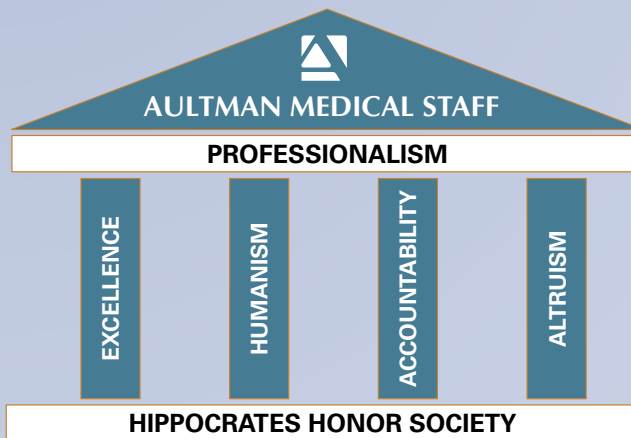 AULTMAN MEDICAL STAFF
PROFESSIONALISM
EXCELLENCE
HUMANISM
ACCOUNTABILITY
ALTRUISM
HIPPOCRATES HONOR SOCIETY